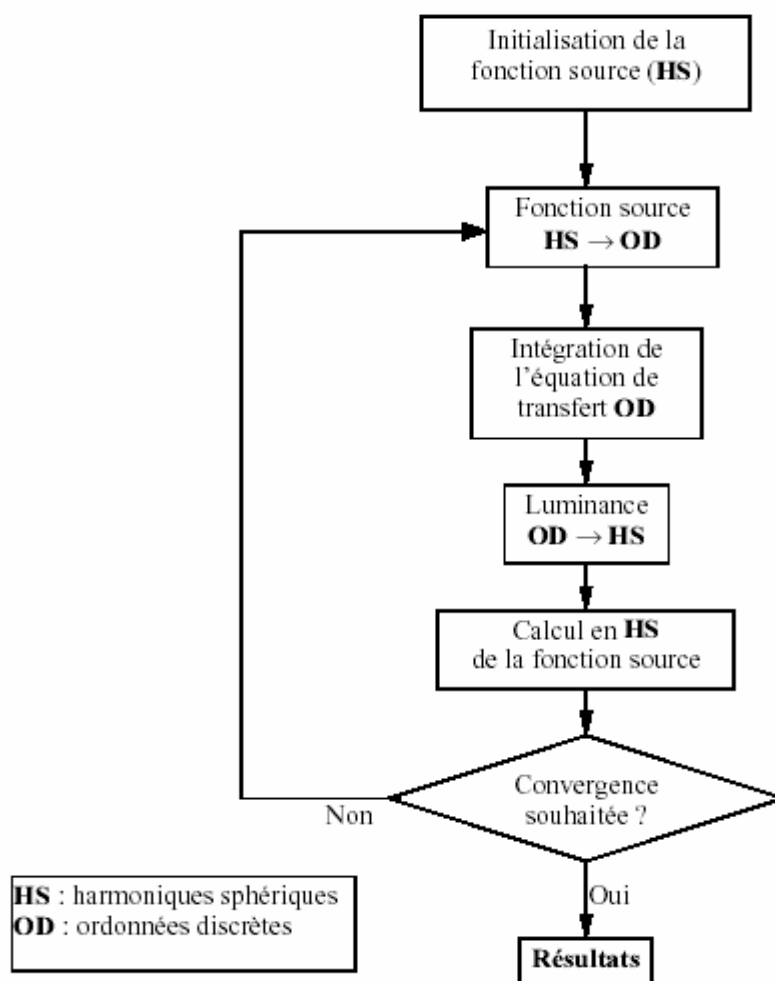 Initialisation de la
fonction source (HS)
Fonction source
HS → OD
Intégration de
l'équation de
transfert OD
Luminance
OD → HS
Calcul en HS
de la fonction source
Convergence
souhaitée ?
Non
Oui
HS : harmoniques sphériques
OD : ordonnées discrètes
Résultats